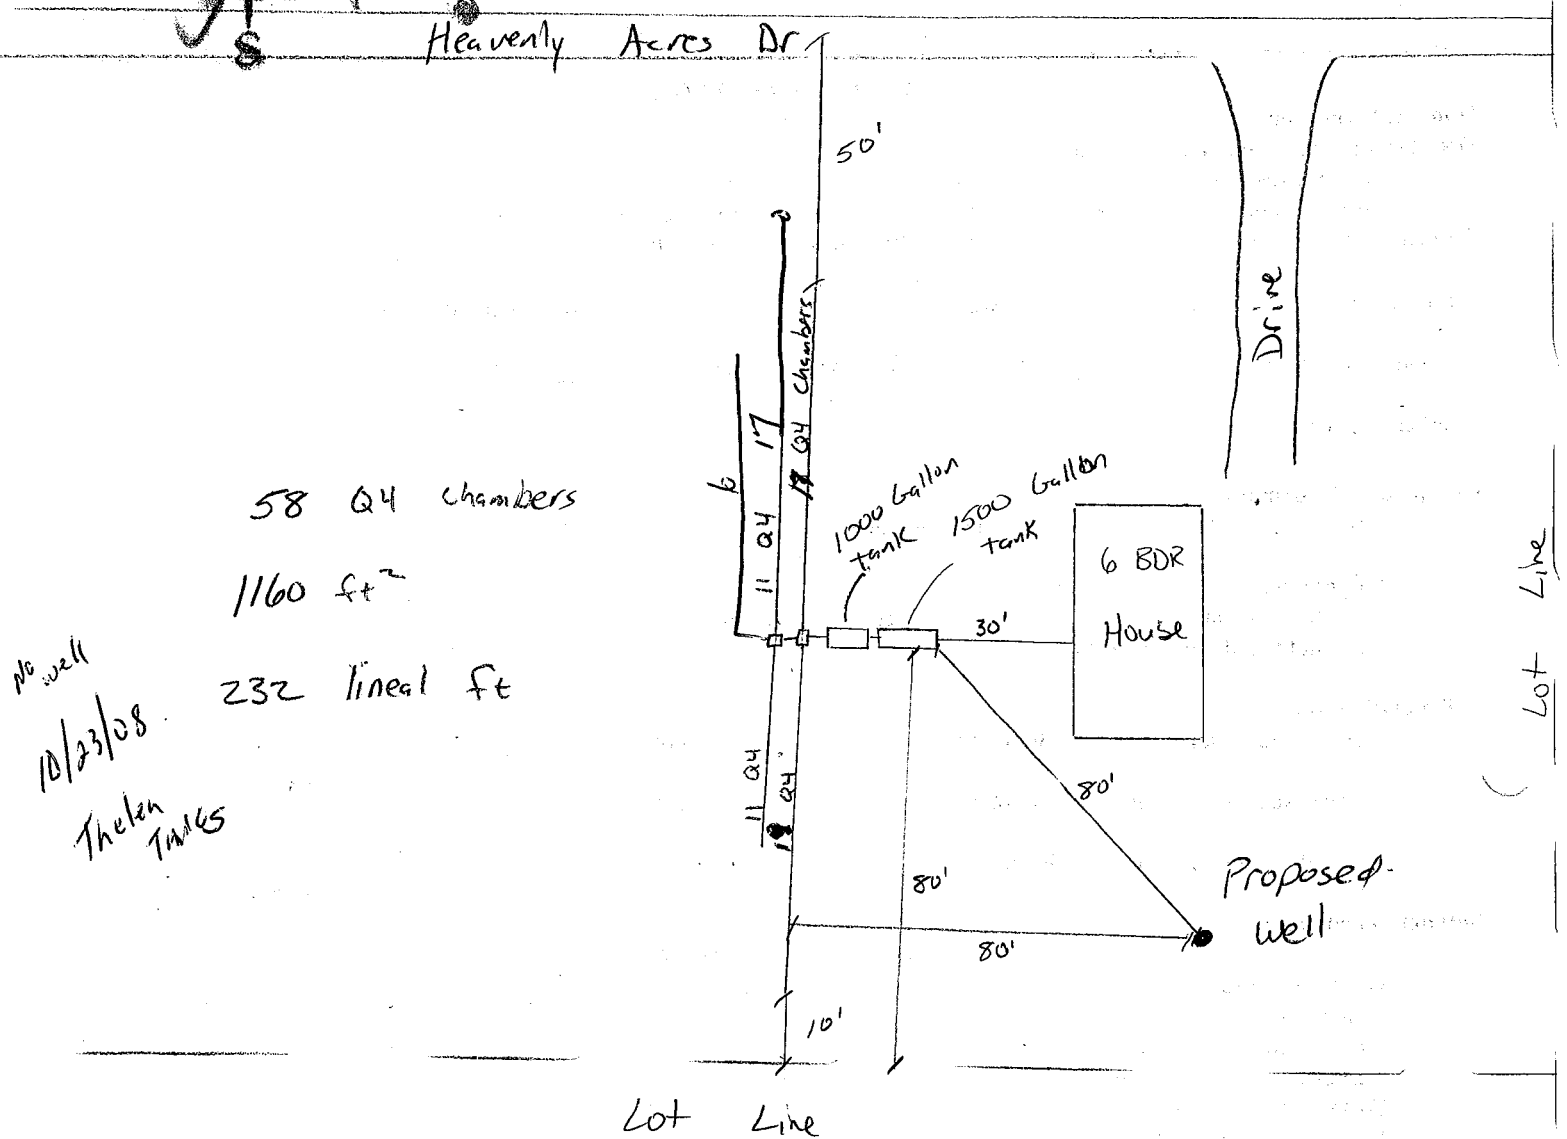 Heavenly Acres Dr
50'
Drive
Q4 Chambers
17
11 Q4
6
1000 Gallon
tank
1500 Gallon
tank
6 BDR
House
30'
58 Q4 chambers
1160 ft²
232 lineal ft
No well
10/23/08
Thelen
11 Q4
Q4
80'
80'
80'
Proposed
well
10'
Lot Line
Lot Line